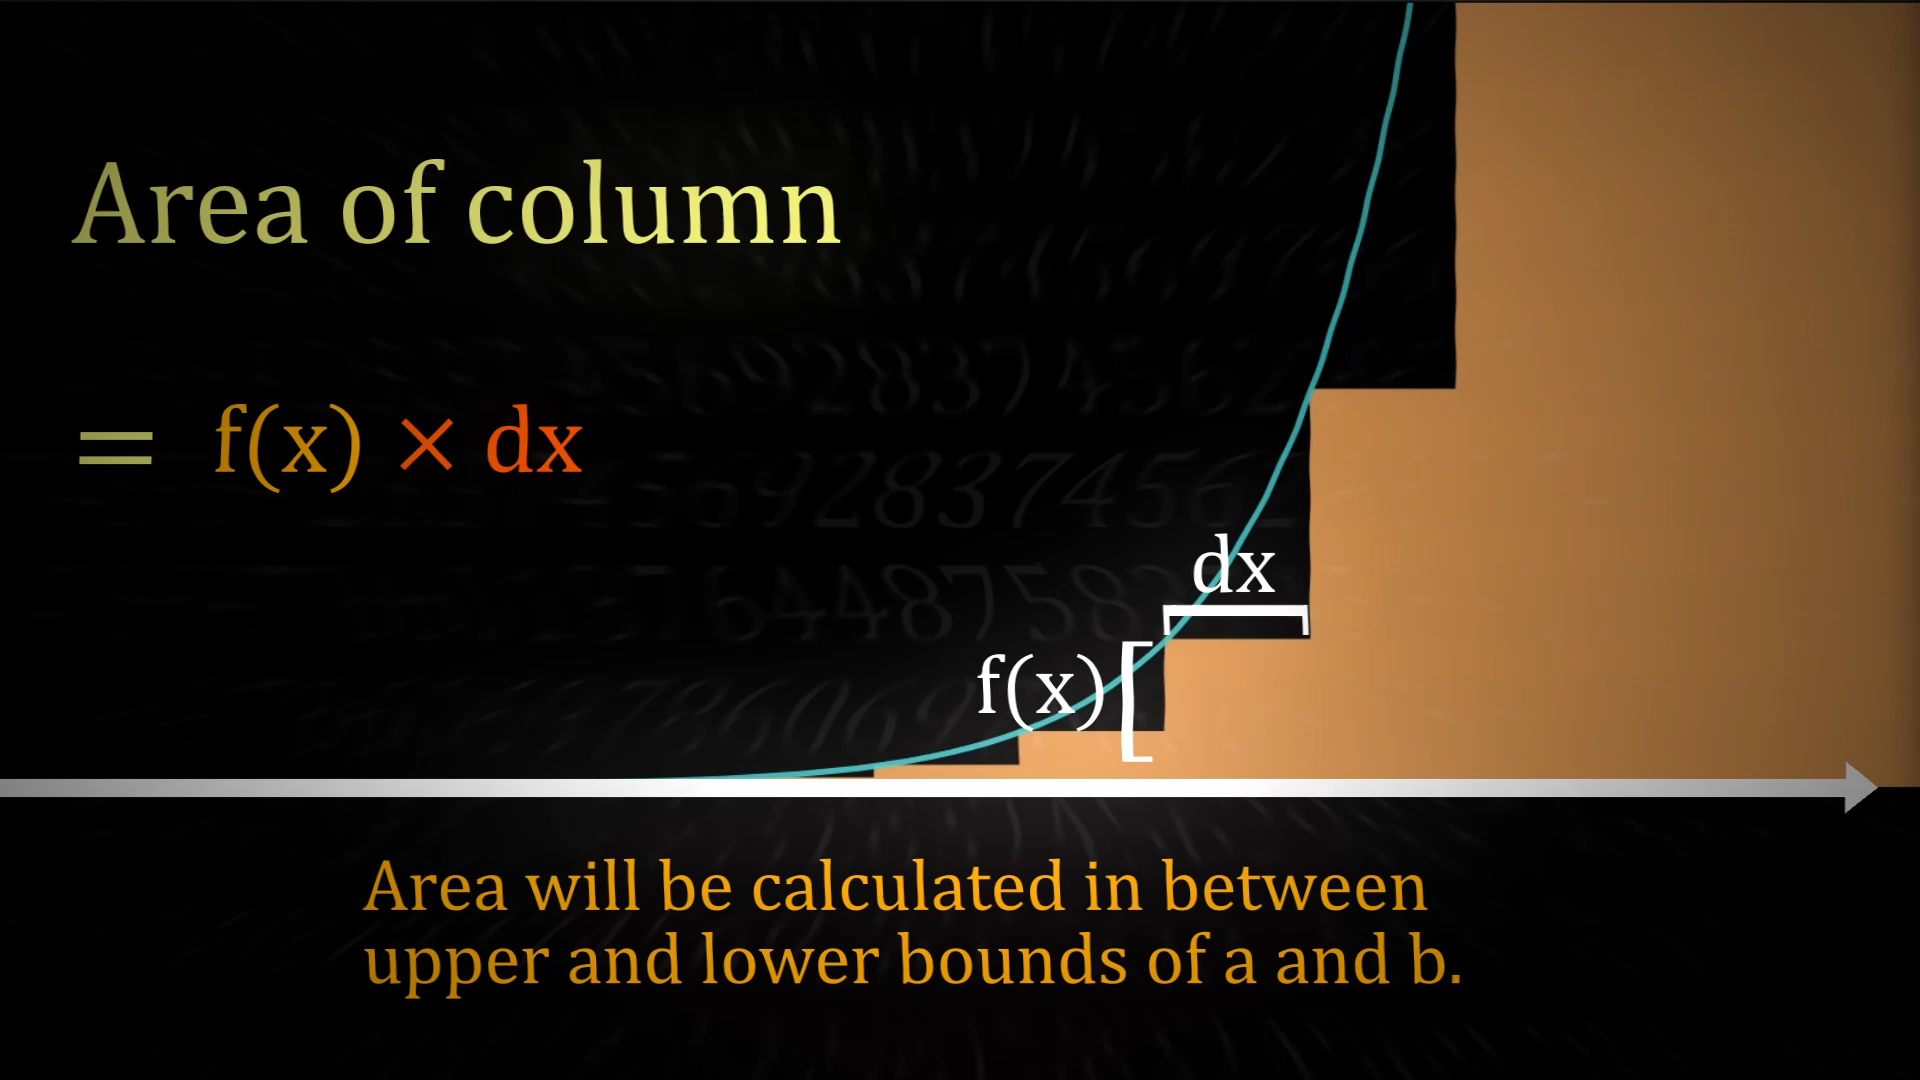 Area of column
= f(x) × dx
dx
f(x)[
Area will be calculated in between
upper and lower bounds of a and b.